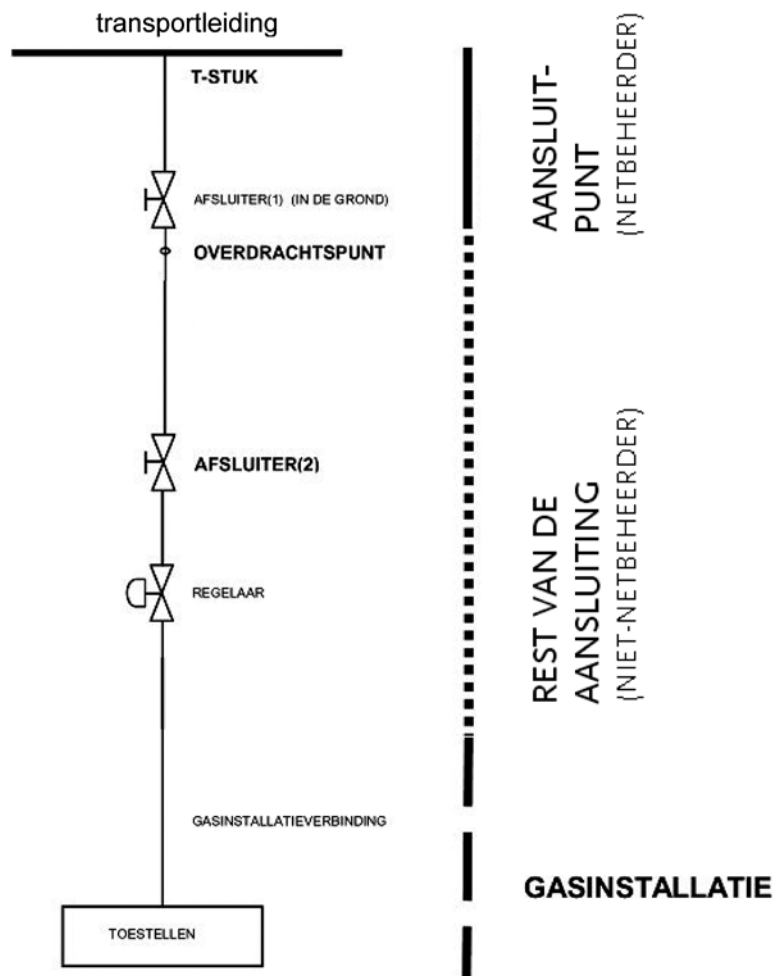 transportleiding
T-STUK
AFSLUITER(1) (IN DE GROND)
OVERDRACHTSPUNT
AFSLUITER(2)
REGELAAR
GASINSTALLATIEVERBINDING
TOESTELLEN
AANSLUIT-
PUNT
(NETBEHEERDER)
REST VAN DE
AANSLUITING
(NIET-NETBEHEERDER)
GASINSTALLATIE